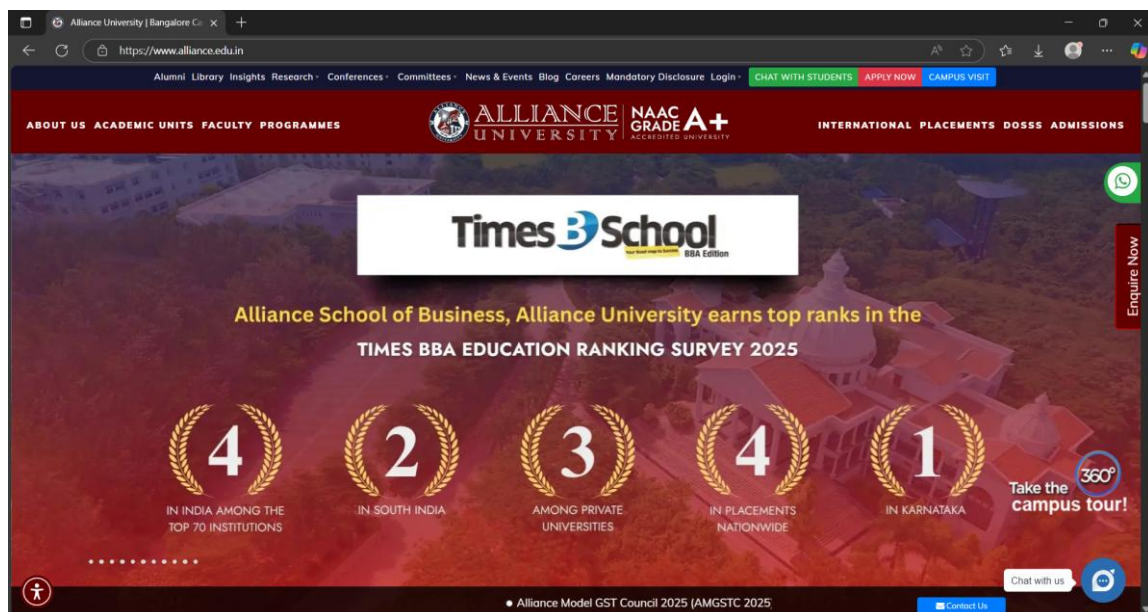 Alliance University | Bangalore Ca
https://www.alliance.edu.in
Alumni Library Insights Research Conferences Committees News & Events Blog Careers Mandatory Disclosure Login CHAT WITH STUDENTS APPLY NOW CAMPUS VISIT
ABOUT US ACADEMIC UNITS FACULTY PROGRAMMES
ALLIANCE
UNIVERSITY
NAAC
GRADE A+
ACCREDITED UNIVERSITY
INTERNATIONAL PLACEMENTS DOSSS ADMISSIONS
Times B School
Your Road map to Success
BBA Edition
Enquire Now
Alliance School of Business, Alliance University earns top ranks in the
TIMES BBA EDUCATION RANKING SURVEY 2025
4
IN INDIA AMONG THE
TOP 70 INSTITUTIONS
2
IN SOUTH INDIA
3
AMONG PRIVATE
UNIVERSITIES
4
IN PLACEMENTS
NATIONWIDE
1
IN KARNATAKA
360°
Take the
campus tour!
Chat with us
Alliance Model GST Council 2025 (AMGSTC 2025)
Contact Us